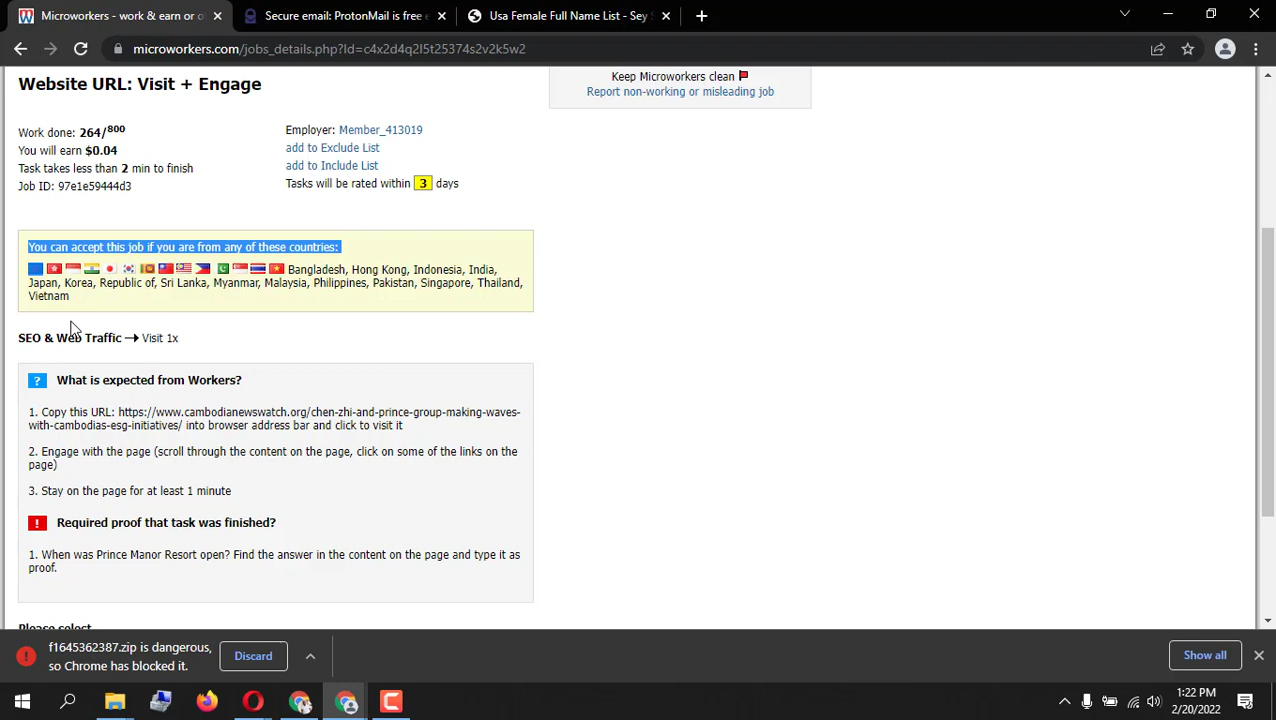 Microworkers - work & earn or o
Secure email: ProtonMail is free e
Usa Female Full Name List - Sey S
microworkers.com/jobs_details.php?Id=c4x2d4q2l5t25374s2v2k5w2
Website URL: Visit + Engage
Keep Microworkers clean
Report non-working or misleading job
Work done: 264/800
You will earn $0.04
Task takes less than 2 min to finish
Job ID: 97e1e59444d3
Employer: Member_413019
add to Exclude List
add to Include List
Tasks will be rated within 3 days
You can accept this job if you are from any of these countries:
Bangladesh, Hong Kong, Indonesia, India,
Japan, Korea, Republic of, Sri Lanka, Myanmar, Malaysia, Philippines, Pakistan, Singapore, Thailand,
Vietnam
SEO & Web Traffic → Visit 1x
? What is expected from Workers?
1. Copy this URL: https://www.cambodianewswatch.org/chen-zhi-and-prince-group-making-waves-
with-cambodias-esg-initiatives/ into browser address bar and click to visit it
2. Engage with the page (scroll through the content on the page, click on some of the links on the
page)
3. Stay on the page for at least 1 minute
! Required proof that task was finished?
1. When was Prince Manor Resort open? Find the answer in the content on the page and type it as
proof.
Please select
f1645362387.zip is dangerous,
so Chrome has blocked it.
Discard
Show all
1:22 PM
2/20/2022